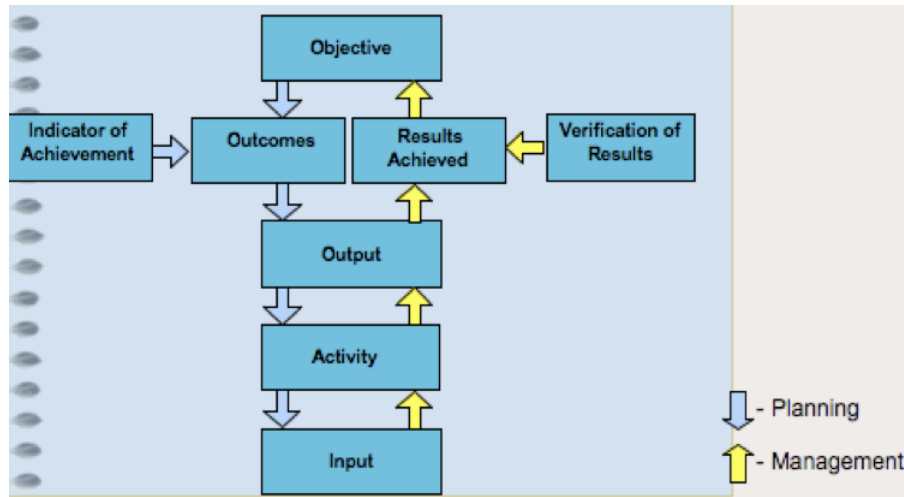 Objective
Indicator of
Achievement
Outcomes
Results
Achieved
Verification of
Results
Output
Activity
Input
- Planning
- Management